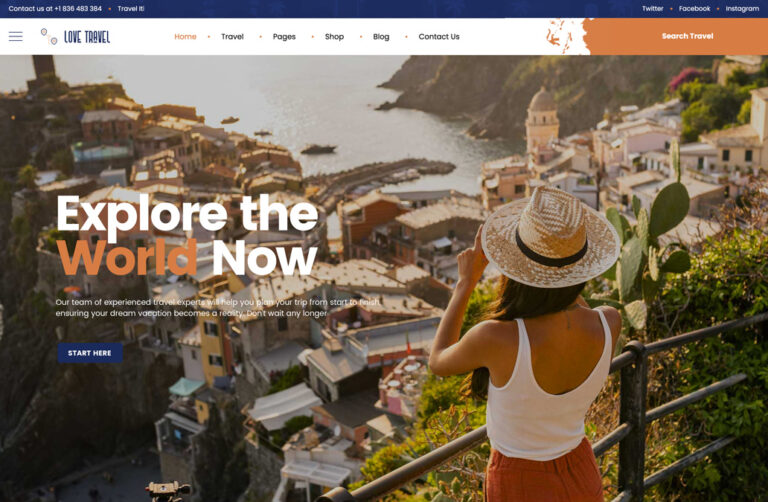 Contact us at +1 836 483 384 • Travel It!
Twitter • Facebook • Instagram
LOVE TRAVEL
Home • Travel • Pages • Shop • Blog • Contact Us
Search Travel
Explore the
World Now
Our team of experienced travel experts will help you plan your trip from start to finish,
ensuring your dream vacation becomes a reality. Don't wait any longer
START HERE